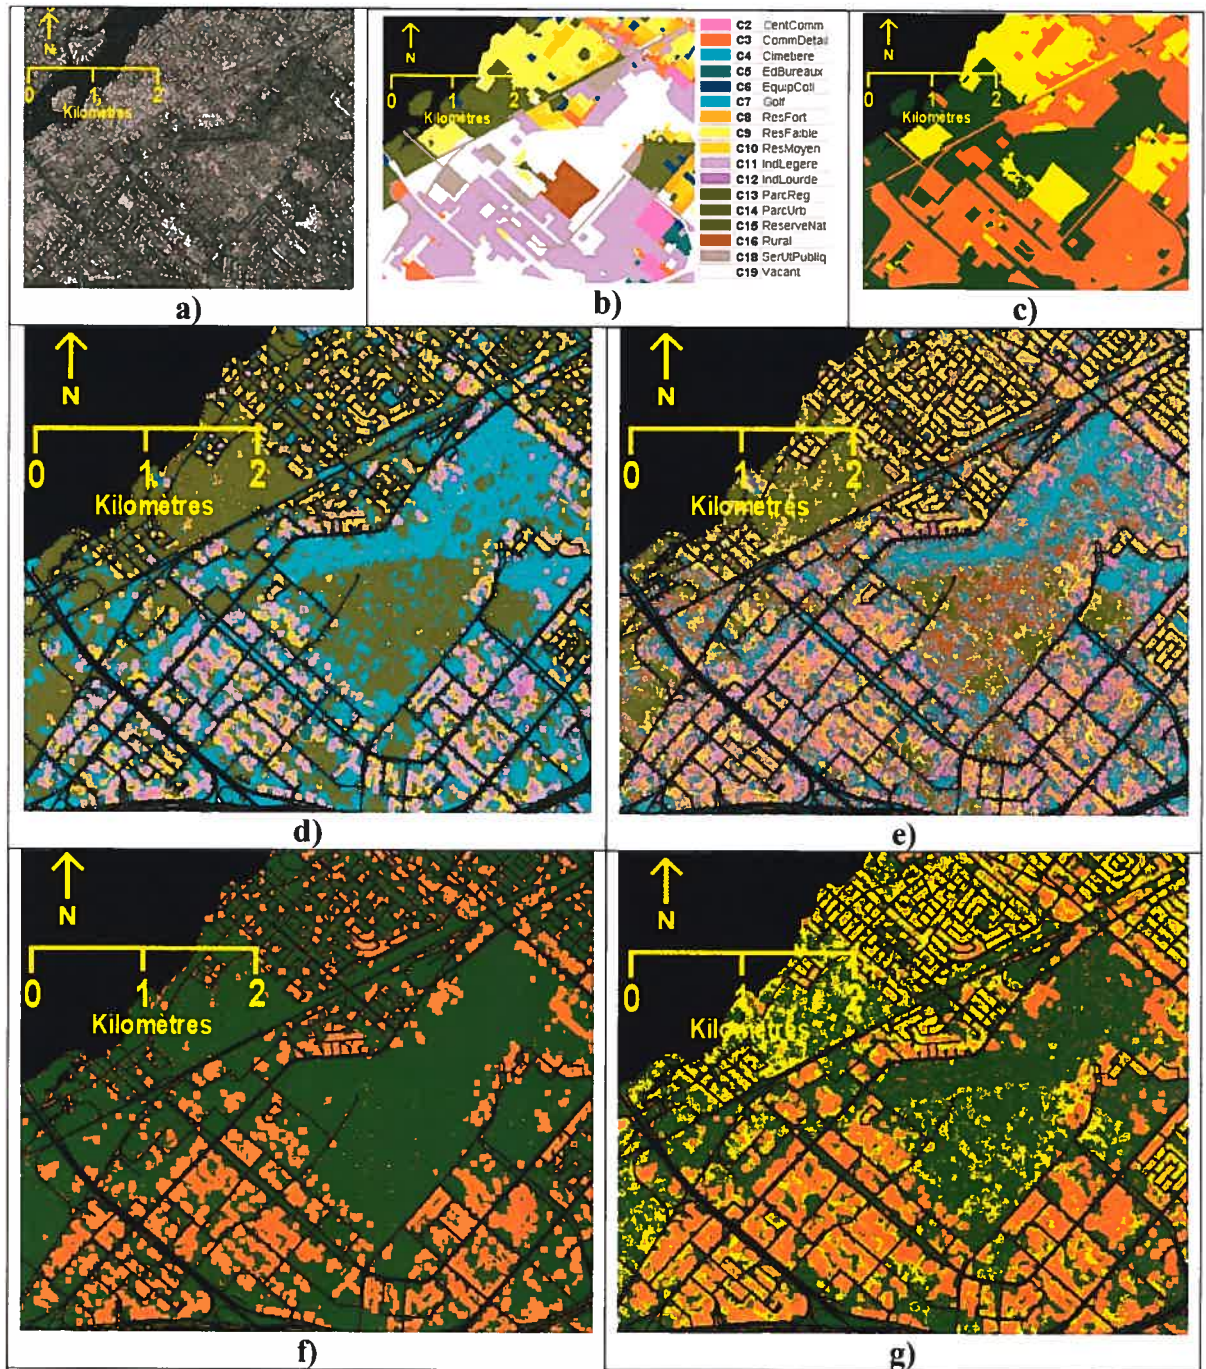 N
0 1 2
Kilomètres
a)
N
0 1 2
Kilomètres
C2 CentComm
C3 CommDetail
C4 Cimetiere
C5 EdBureaux
C6 EquipColl
C7 Golf
C8 ResFort
C9 ResFaible
C10 ResMoyen
C11 IndLegere
C12 IndLourde
C13 ParcReg
C14 ParcUrb
C15 ReserveNat
C16 Rural
C18 SerUtPubliq
C19 Vacant
b)
N
0 1 2
Kilomètres
c)
N
0 1 2
Kilomètres
d)
N
0 1 2
Kilomètres
e)
N
0 1 2
Kilomètres
f)
N
0 1 2
Kilomètres
g)